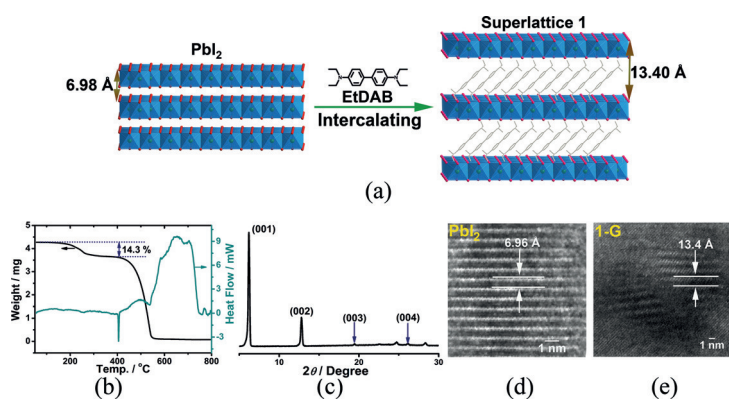 PbI₂
6.98 Å
EtDAB
Intercalating
Superlattice 1
13.40 Å
(a)
Weight / mg
5
4
3
2
1
0
14.3 %
9
6
3
0
-3
Heat Flow / mW
200 400 600 800
Temp. / °C
(b)
(001)
(002)
(003)
(004)
0 10 20 30
2θ / Degree
(c)
PbI₂
6.96 Å
1 nm
(d)
1-G
13.4 Å
1 nm
(e)